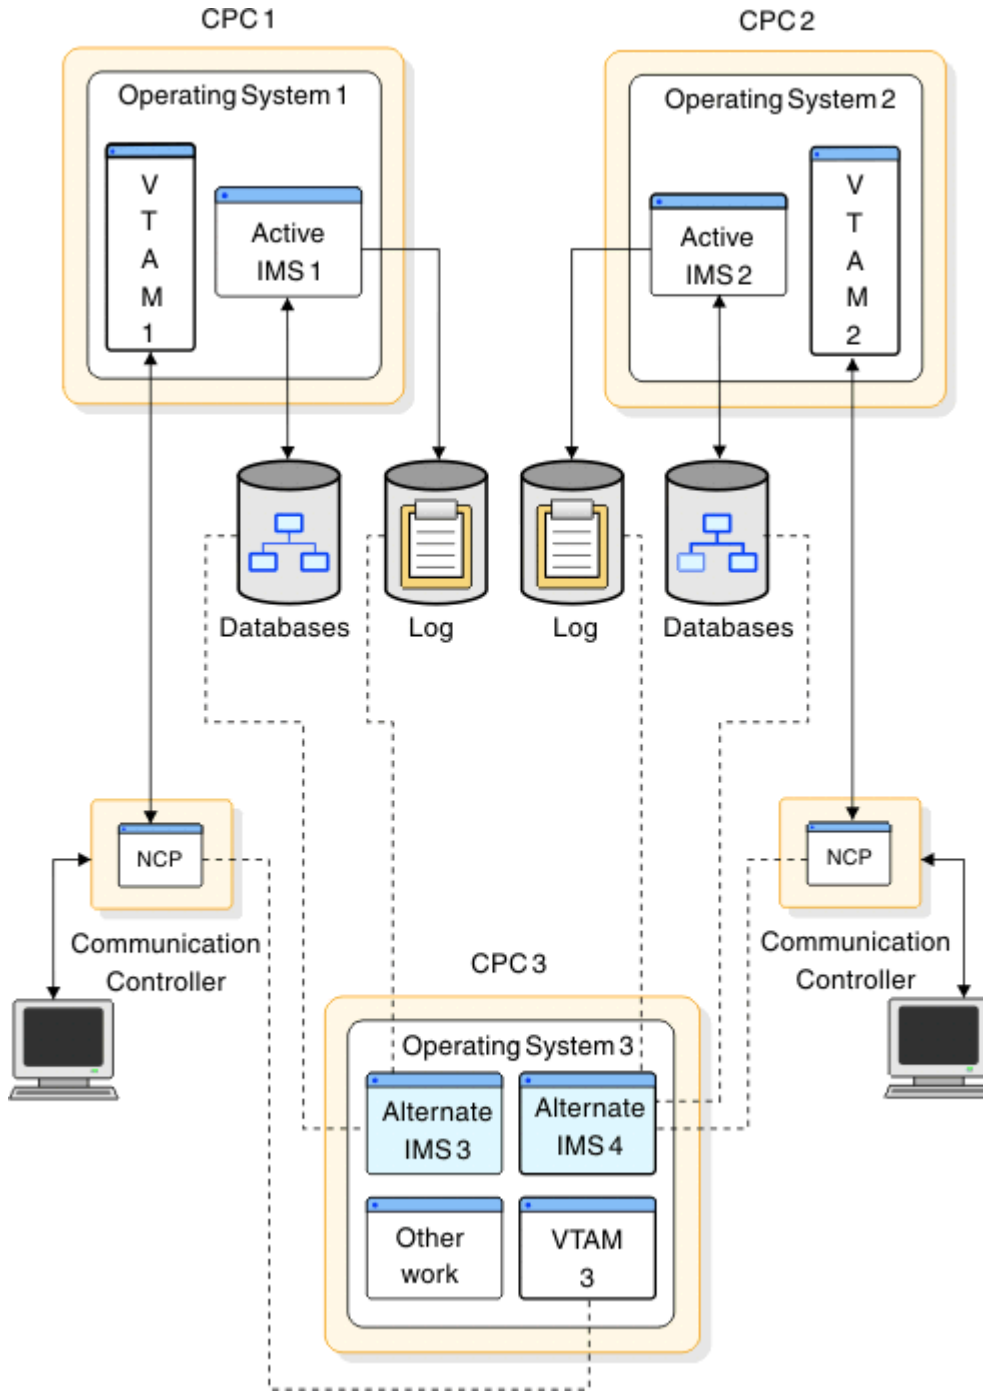 CPC 1
CPC 2
Operating System 1
V
T
A
M
1
Active
IMS 1
Operating System 2
Active
IMS 2
V
T
A
M
2
Databases
Log
Log
Databases
NCP
Communication
Controller
NCP
Communication
Controller
CPC 3
Operating System 3
Alternate
IMS 3
Alternate
IMS 4
Other
work
VTAM
3